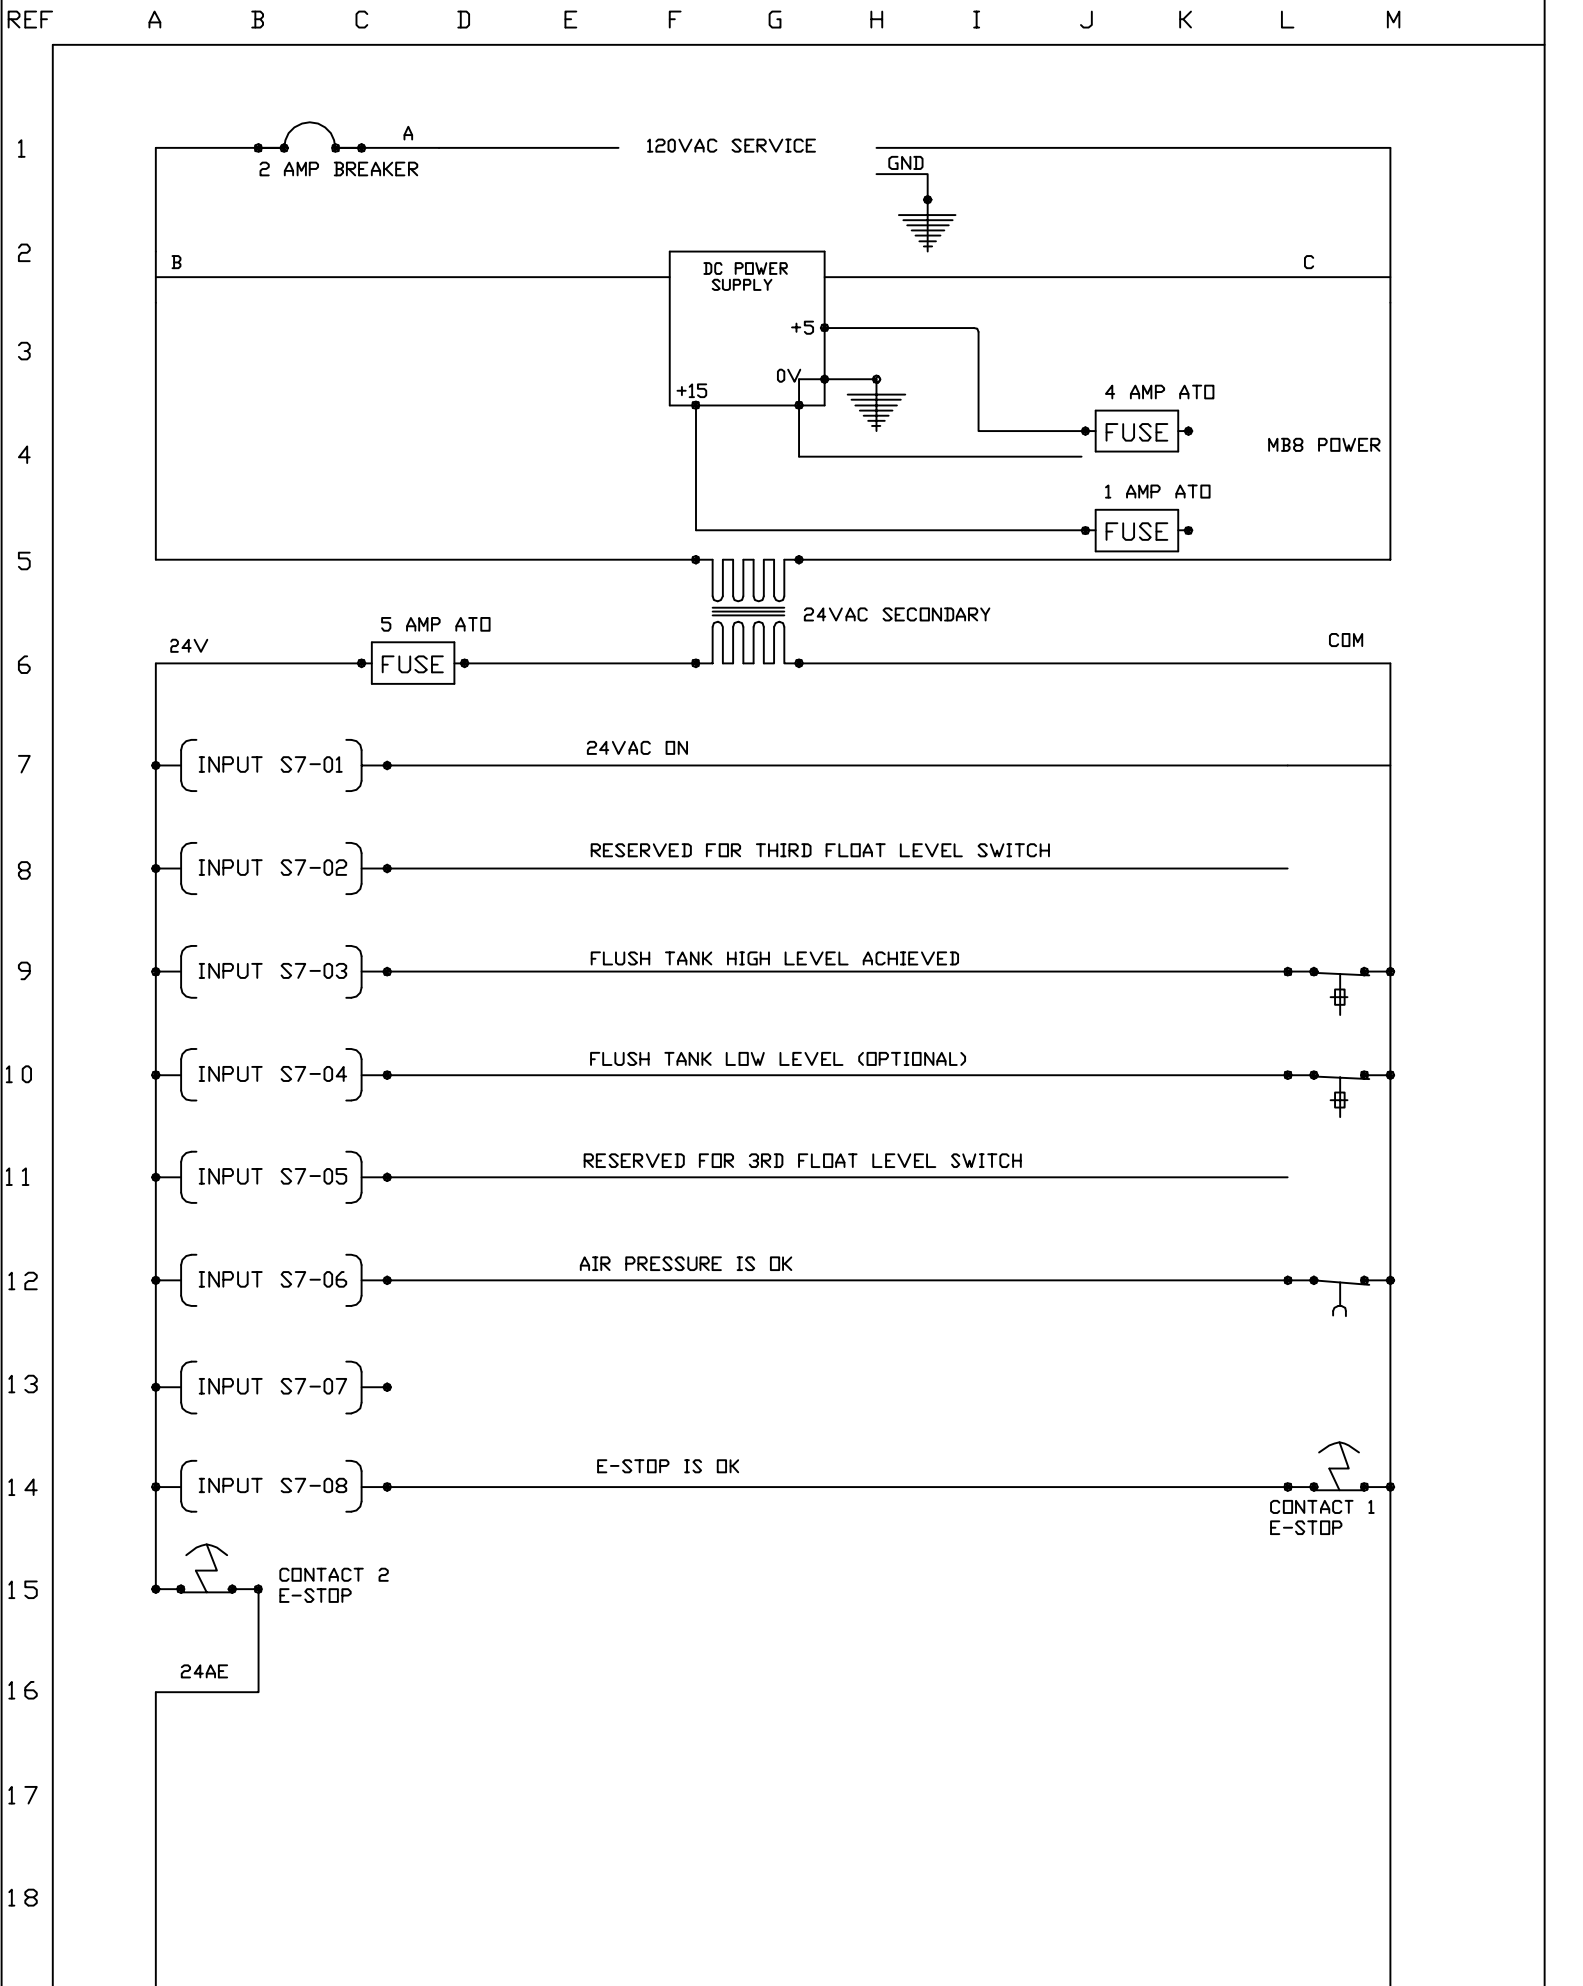 REF A B C D E F G H I J K L M
1 A 120VAC SERVICE
2 AMP BREAKER GND
2
B DC POWER C
SUPPLY
3 +5
0V
+15 4 AMP ATO
FUSE
4 MB8 POWER
1 AMP ATO
FUSE
5
24VAC SECONDARY
5 AMP ATO
24V COM
6 FUSE
24VAC ON
7 INPUT S7-01
RESERVED FOR THIRD FLOAT LEVEL SWITCH
8 INPUT S7-02
FLUSH TANK HIGH LEVEL ACHIEVED
9 INPUT S7-03
FLUSH TANK LOW LEVEL (OPTIONAL)
10 INPUT S7-04
RESERVED FOR 3RD FLOAT LEVEL SWITCH
11 INPUT S7-05
AIR PRESSURE IS OK
12 INPUT S7-06
13 INPUT S7-07
E-STOP IS OK
14 INPUT S7-08
CONTACT 1
E-STOP
CONTACT 2
15 E-STOP
24AE
16
17
18